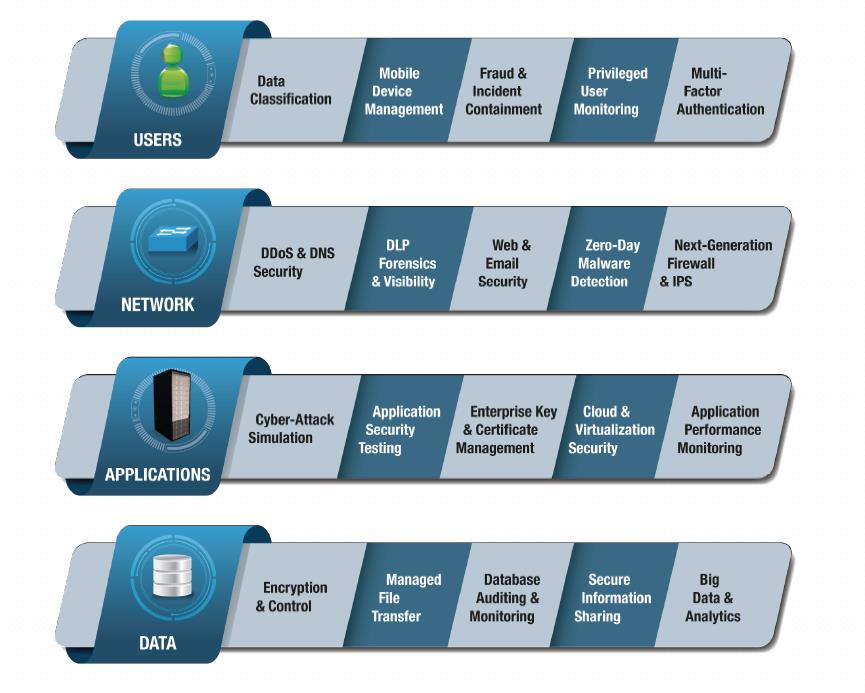 USERS
Data
Classification
Mobile
Device
Management
Fraud &
Incident
Containment
Privileged
User
Monitoring
Multi-
Factor
Authentication
NETWORK
DDoS & DNS
Security
DLP
Forensics
& Visibility
Web &
Email
Security
Zero-Day
Malware
Detection
Next-Generation
Firewall
& IPS
APPLICATIONS
Cyber-Attack
Simulation
Application
Security
Testing
Enterprise Key
& Certificate
Management
Cloud &
Virtualization
Security
Application
Performance
Monitoring
DATA
Encryption
& Control
Managed
File
Transfer
Database
Auditing &
Monitoring
Secure
Information
Sharing
Big
Data &
Analytics